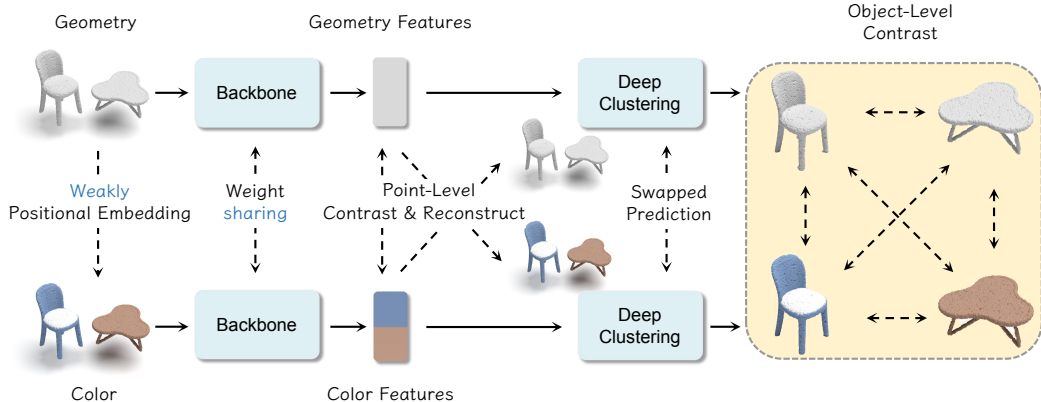 Geometry
Geometry Features
Object-Level
Contrast
Backbone
Deep
Clustering
Weakly
Positional Embedding
Weight
sharing
Point-Level
Contrast & Reconstruct
Swapped
Prediction
Backbone
Deep
Clustering
Color
Color Features